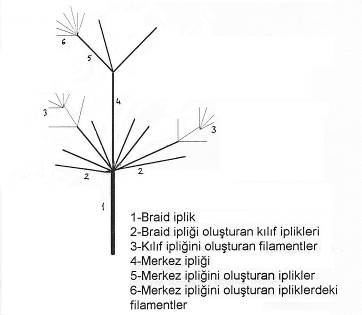 6
5
3
3
4
2
2
1
1-Braid iplik
2-Braid ipliği oluşturan kılıf iplikleri
3-Kılıf ipliğini oluşturan filamentler
4-Merkez ipliği
5-Merkez ipliğini oluşturan iplikler
6-Merkez ipliğini oluşturan ipliklerdeki
filamentler